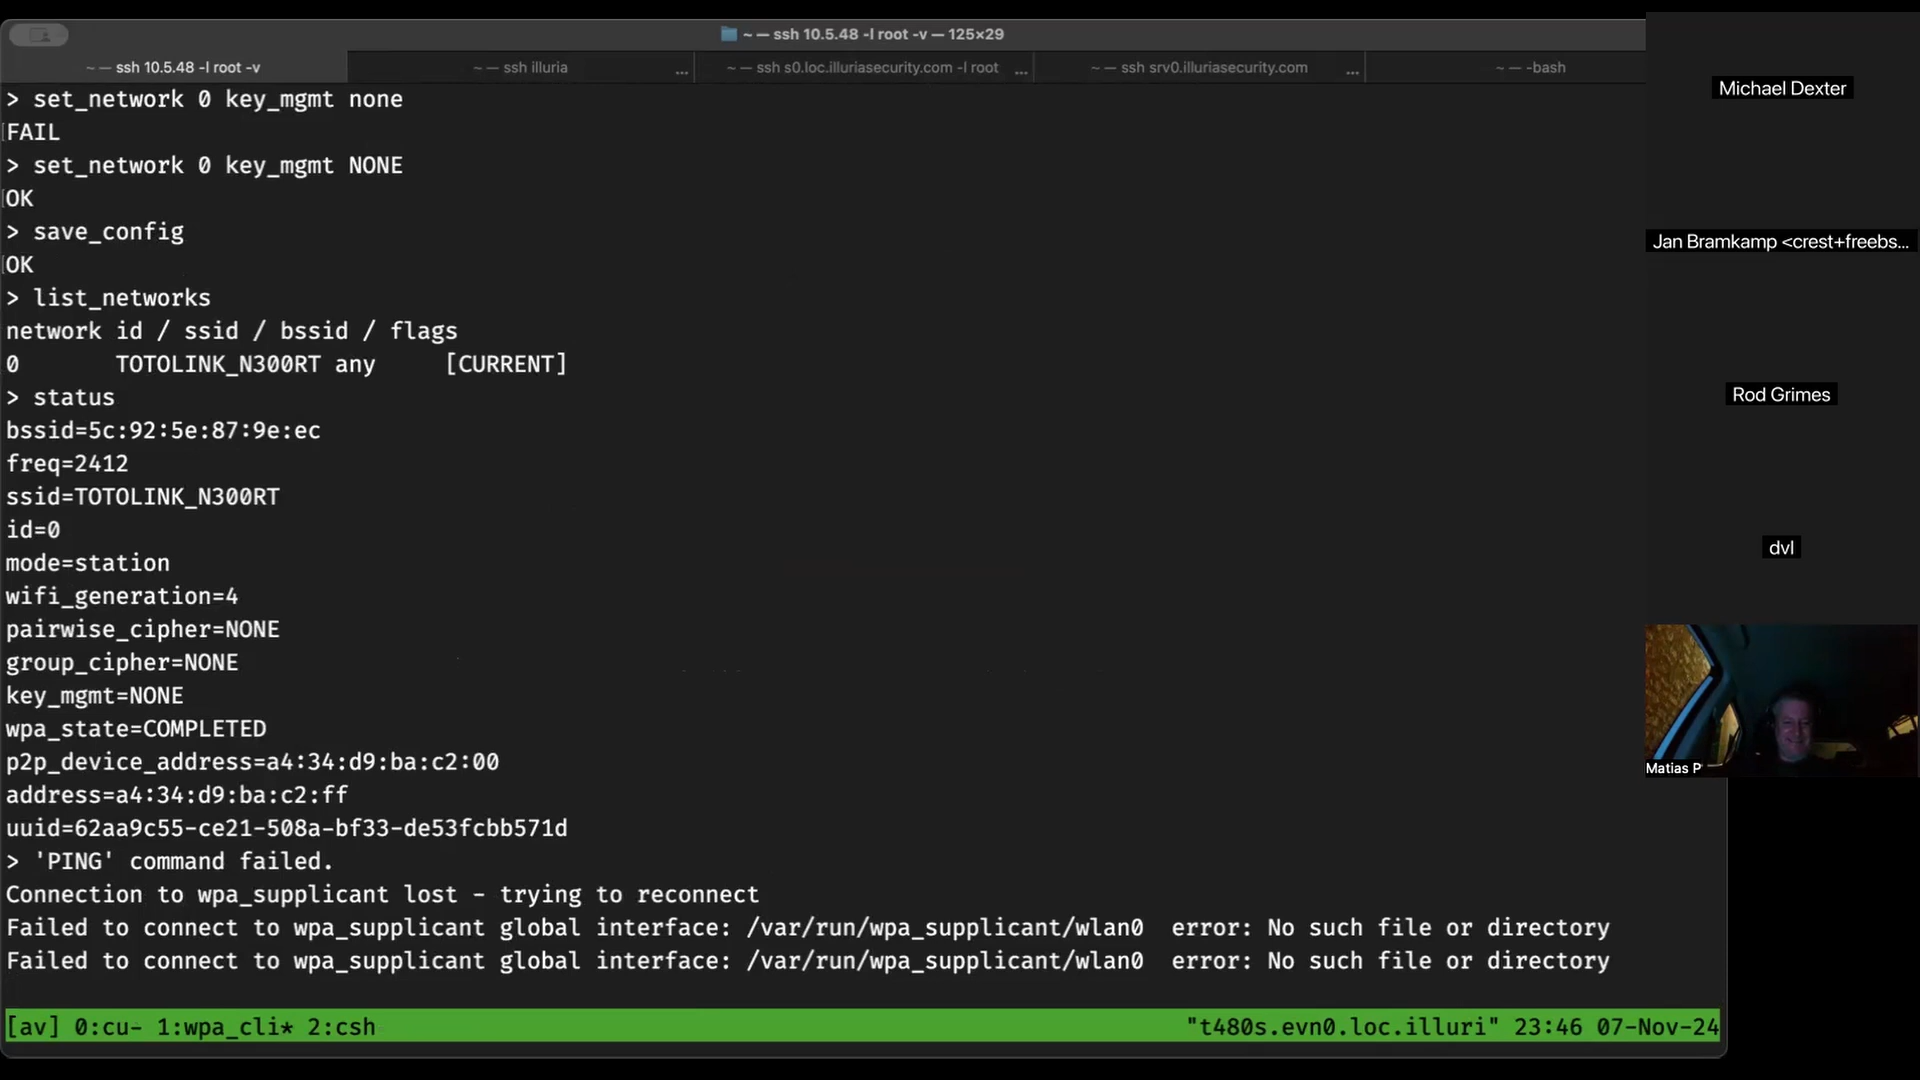 ~ — ssh 10.5.48 -l root -v — 125×29
~ — ssh 10.5.48 -l root -v
~ — ssh illuria ...
~ — ssh s0.loc.illuriasecurity.com -l root ...
~ — ssh srv0.illuriasecurity.com ...
~ — -bash
> set_network 0 key_mgmt none
FAIL
> set_network 0 key_mgmt NONE
OK
> save_config
OK
> list_networks
network id / ssid / bssid / flags
0 TOTOLINK_N300RT any [CURRENT]
> status
bssid=5c:92:5e:87:9e:ec
freq=2412
ssid=TOTOLINK_N300RT
id=0
mode=station
wifi_generation=4
pairwise_cipher=NONE
group_cipher=NONE
key_mgmt=NONE
wpa_state=COMPLETED
p2p_device_address=a4:34:d9:ba:c2:00
address=a4:34:d9:ba:c2:ff
uuid=62aa9c55-ce21-508a-bf33-de53fcbb571d
> 'PING' command failed.
Connection to wpa_supplicant lost - trying to reconnect
Failed to connect to wpa_supplicant global interface: /var/run/wpa_supplicant/wlan0 error: No such file or directory
Failed to connect to wpa_supplicant global interface: /var/run/wpa_supplicant/wlan0 error: No such file or directory
[av] 0:cu- 1:wpa_cli* 2:csh "t480s.evn0.loc.illuri" 23:46 07-Nov-24
Michael Dexter
Jan Bramkamp <crest+freebs...
Rod Grimes
dvl
Matias P